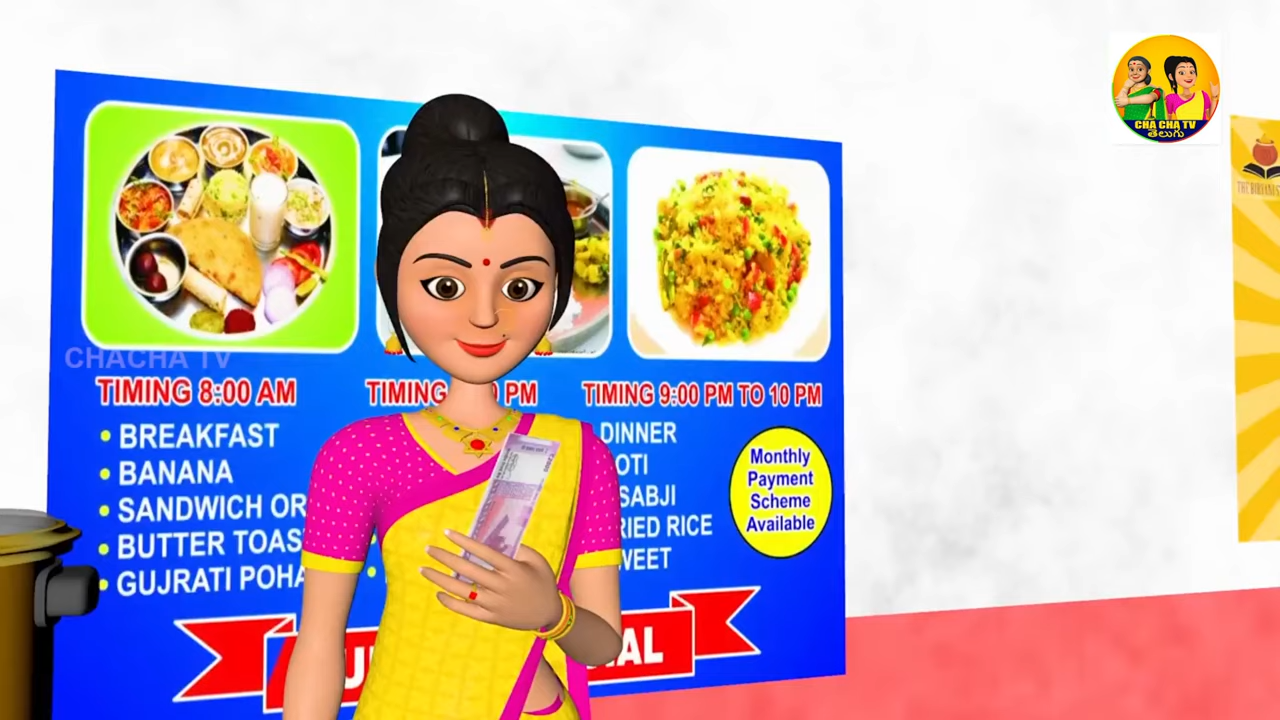 CHA CHA TV
తెలుగు
CHACHA TV
TIMING 8:00 AM
BREAKFAST
BANANA
SANDWICH OR
BUTTER TOAS
GUJRATI POHA
TIMING
PM
TIMING 9:00 PM TO 10 PM
DINNER
OTI
SABJI
RIED RICE
WEET
Monthly
Payment
Scheme
Available